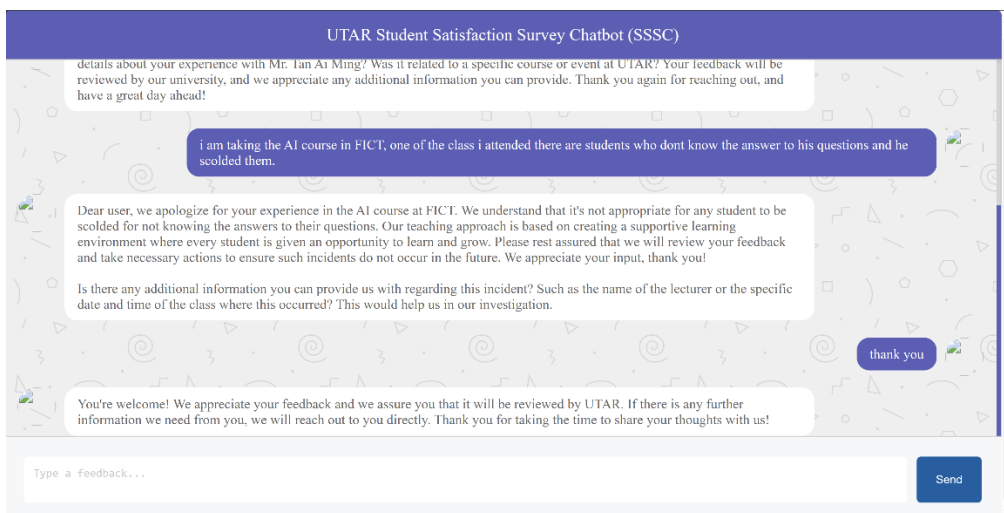 UTAR Student Satisfaction Survey Chatbot (SSSC)
details about your experience with Mr. Tan Ai Ming? Was it related to a specific course or event at UTAR? Your feedback will be
reviewed by our university, and we appreciate any additional information you can provide. Thank you again for reaching out, and
have a great day ahead!
i am taking the AI course in FICT, one of the class i attended there are students who dont know the answer to his questions and he
scolded them.
Dear user, we apologize for your experience in the AI course at FICT. We understand that it's not appropriate for any student to be
scolded for not knowing the answers to their questions. Our teaching approach is based on creating a supportive learning
environment where every student is given an opportunity to learn and grow. Please rest assured that we will review your feedback
and take necessary actions to ensure such incidents do not occur in the future. We appreciate your input, thank you!
Is there any additional information you can provide us with regarding this incident? Such as the name of the lecturer or the specific
date and time of the class where this occurred? This would help us in our investigation.
thank you
You're welcome! We appreciate your feedback and we assure you that it will be reviewed by UTAR. If there is any further
information we need from you, we will reach out to you directly. Thank you for taking the time to share your thoughts with us!
Type a feedback...
Send